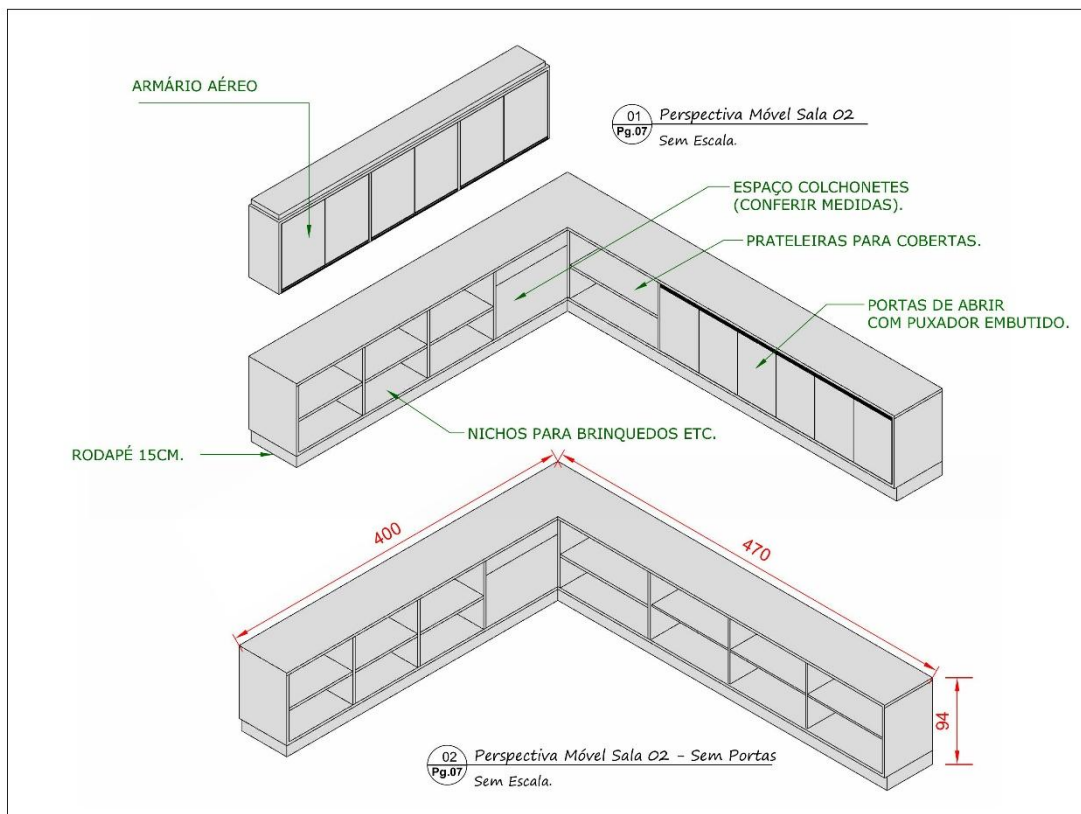 ARMÁRIO AÉREO
01
Pg.07
Perspectiva Móvel Sala 02
Sem Escala.
ESPAÇO COLCHONETES
(CONFERIR MEDIDAS).
PRATELEIRAS PARA COBERTAS.
PORTAS DE ABRIR
COM PUXADOR EMBUTIDO.
NICHOS PARA BRINQUEDOS ETC.
RODAPÉ 15CM.
400
470
94
02
Pg.07
Perspectiva Móvel Sala 02 - Sem Portas
Sem Escala.